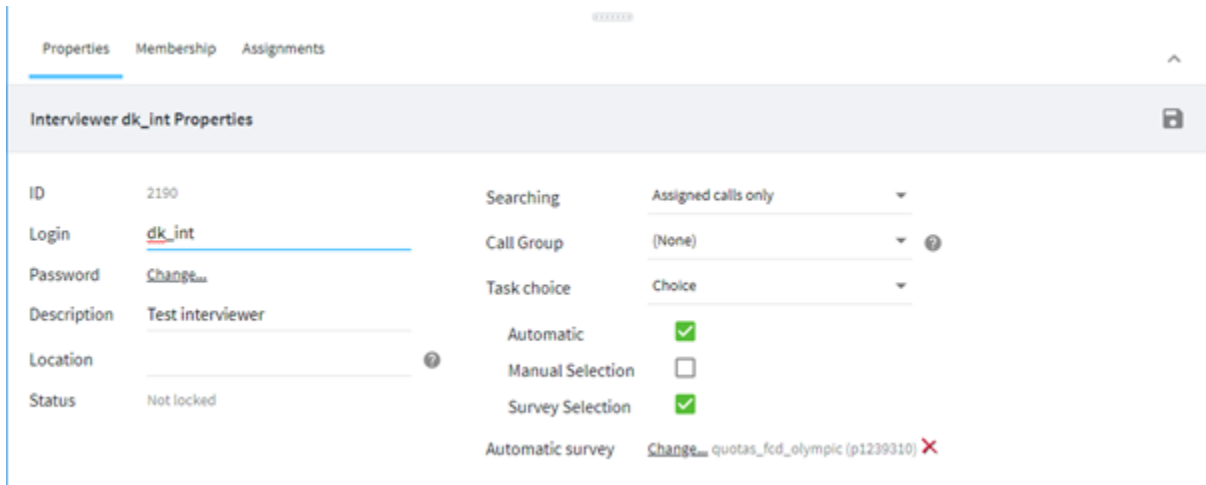 Properties Membership Assignments
Interviewer dk_int Properties
ID 2190
Login dk_int
Password Change...
Description Test interviewer
Location
Status Not locked
Searching Assigned calls only
Call Group (None)
Task choice Choice
Automatic
Manual Selection
Survey Selection
Automatic survey Change... quotas_fcd_olympic (p1239310)